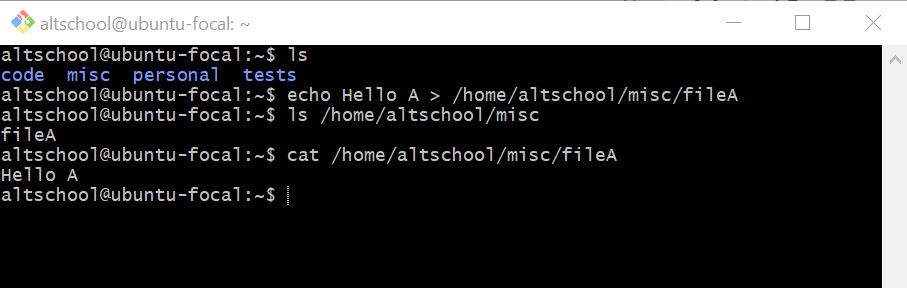 altschool@ubuntu-focal: ~
altschool@ubuntu-focal:~$ ls
code  misc  personal  tests
altschool@ubuntu-focal:~$ echo Hello A > /home/altschool/misc/fileA
altschool@ubuntu-focal:~$ ls /home/altschool/misc
fileA
altschool@ubuntu-focal:~$ cat /home/altschool/misc/fileA
Hello A
altschool@ubuntu-focal:~$